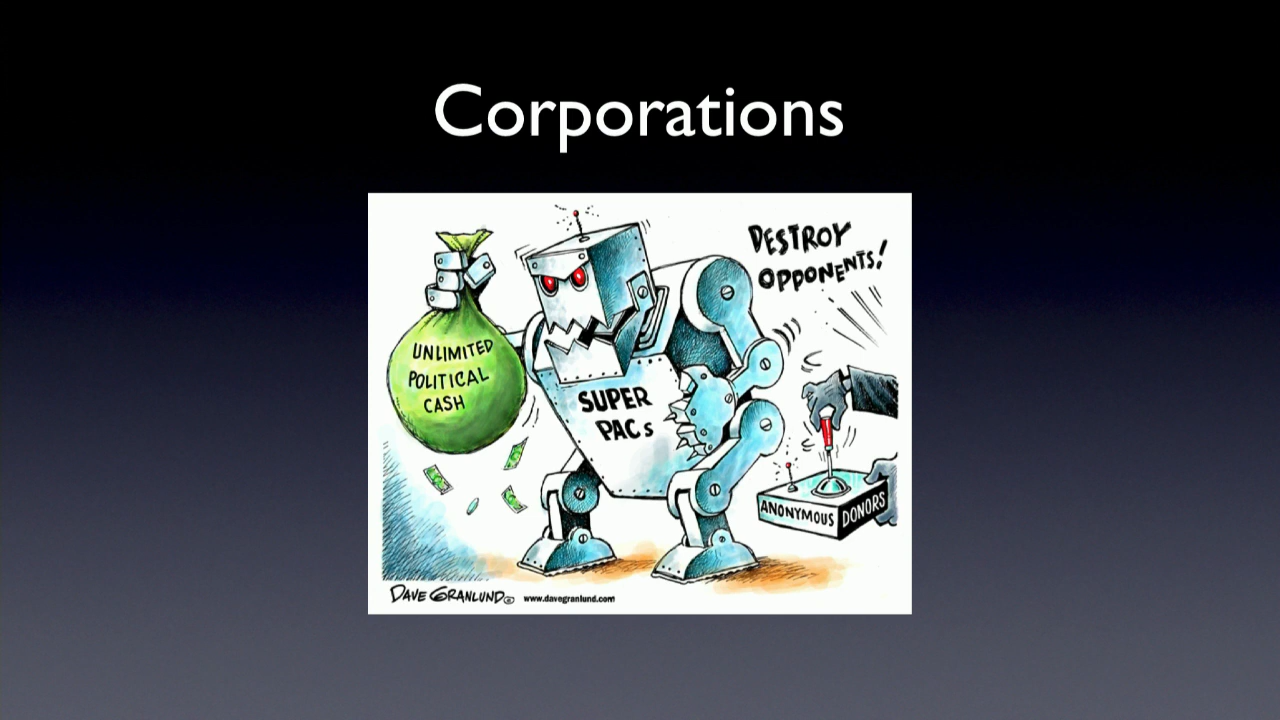 Corporations
DESTROY
OPPONENTS!
UNLIMITED
POLITICAL
CASH
SUPER
PACs
ANONYMOUS DONORS
DAVE GRANLUND © www.davegranlund.com